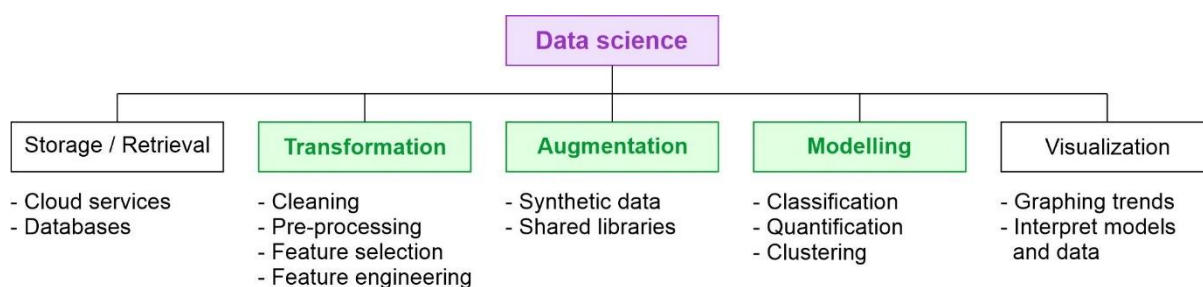 Data science
Storage / Retrieval
- Cloud services
- Databases
Transformation
- Cleaning
- Pre-processing
- Feature selection
- Feature engineering
Augmentation
- Synthetic data
- Shared libraries
Modelling
- Classification
- Quantification
- Clustering
Visualization
- Graphing trends
- Interpret models
and data